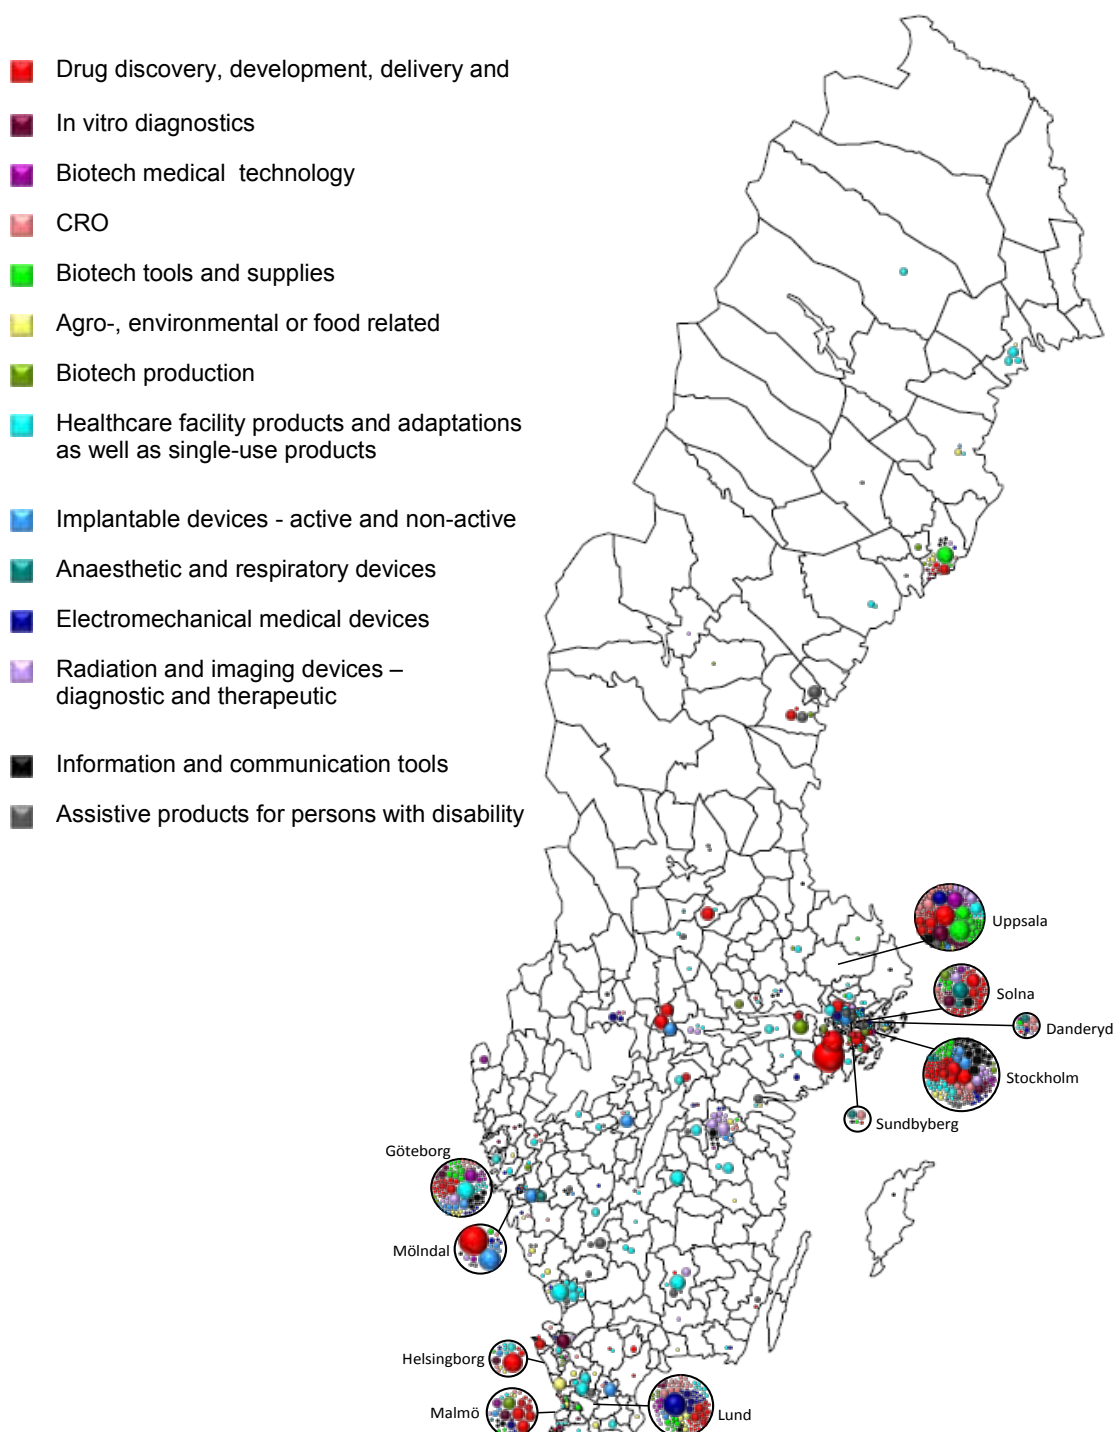 Drug discovery, development, delivery and
In vitro diagnostics
Biotech medical  technology
CRO
Biotech tools and supplies
Agro-, environmental or food related
Biotech production
Healthcare facility products and adaptations
as well as single-use products
Implantable devices - active and non-active
Anaesthetic and respiratory devices
Electromechanical medical devices
Radiation and imaging devices –
diagnostic and therapeutic
Information and communication tools
Assistive products for persons with disability
Uppsala
Solna
Danderyd
Stockholm
Sundbyberg
Göteborg
Mölndal
Helsingborg
Malmö
Lund